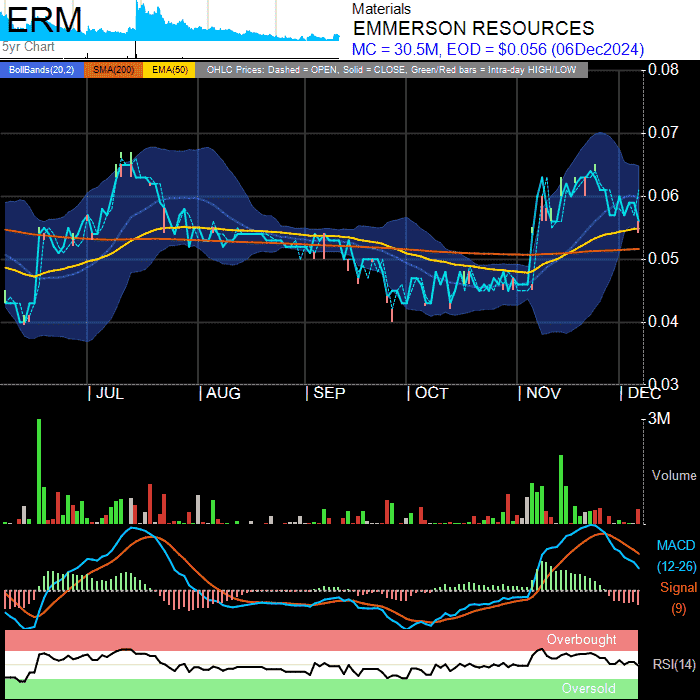 ERM
5yr Chart
Materials
EMMERSON RESOURCES
MC = 30.5M, EOD = $0.056 (06Dec2024)
BollBands(20,2) SMA(200) EMA(50) OHLC Prices: Dashed = OPEN, Solid = CLOSE, Green/Red bars = Intra-day HIGH/LOW
0.08
0.07
0.06
0.05
0.04
0.03
| JUL | AUG | SEP | OCT | NOV | DEC
3M
Volume
MACD
(12-26)
Signal
(9)
Overbought
RSI(14)
Oversold